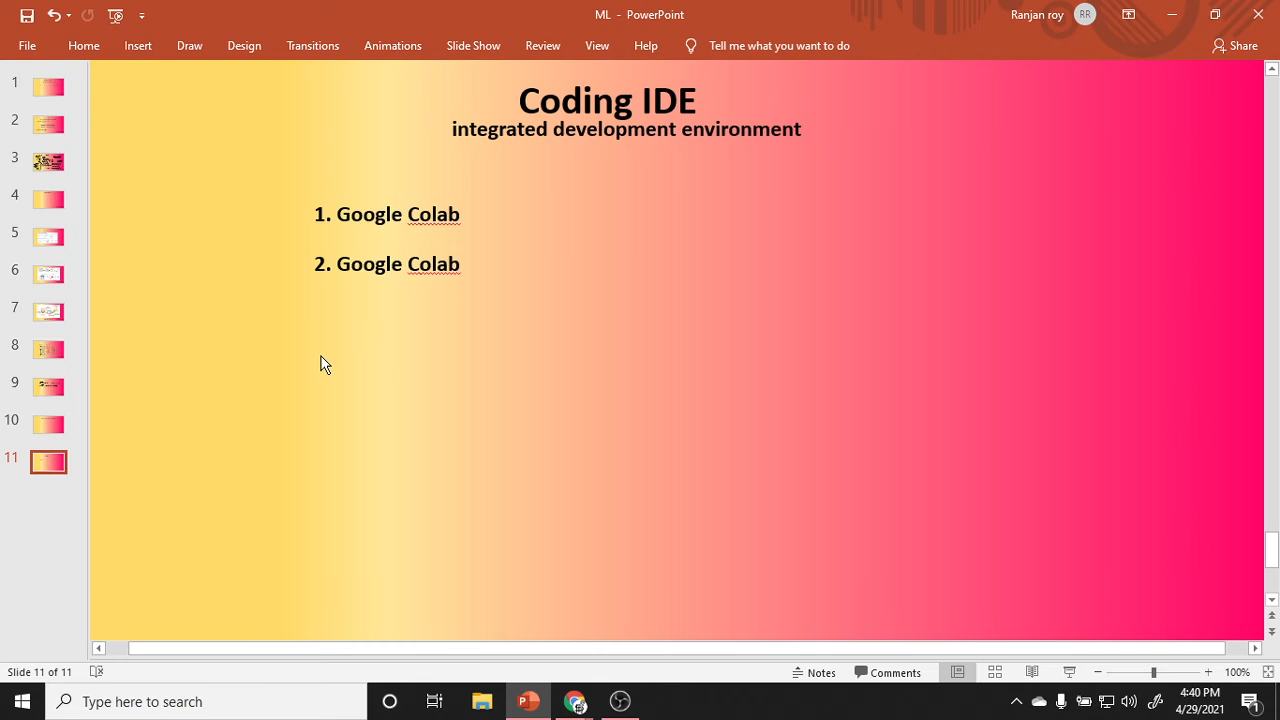 ML - PowerPoint
Ranjan roy RR
File Home Insert Draw Design Transitions Animations Slide Show Review View Help Tell me what you want to do Share
1
2
3
4
5
6
7
8
9
10
11
Coding IDE
integrated development environment
1. Google Colab
2. Google Colab
Slide 11 of 11 Notes Comments 100%
Type here to search
4:40 PM
4/29/2021
1